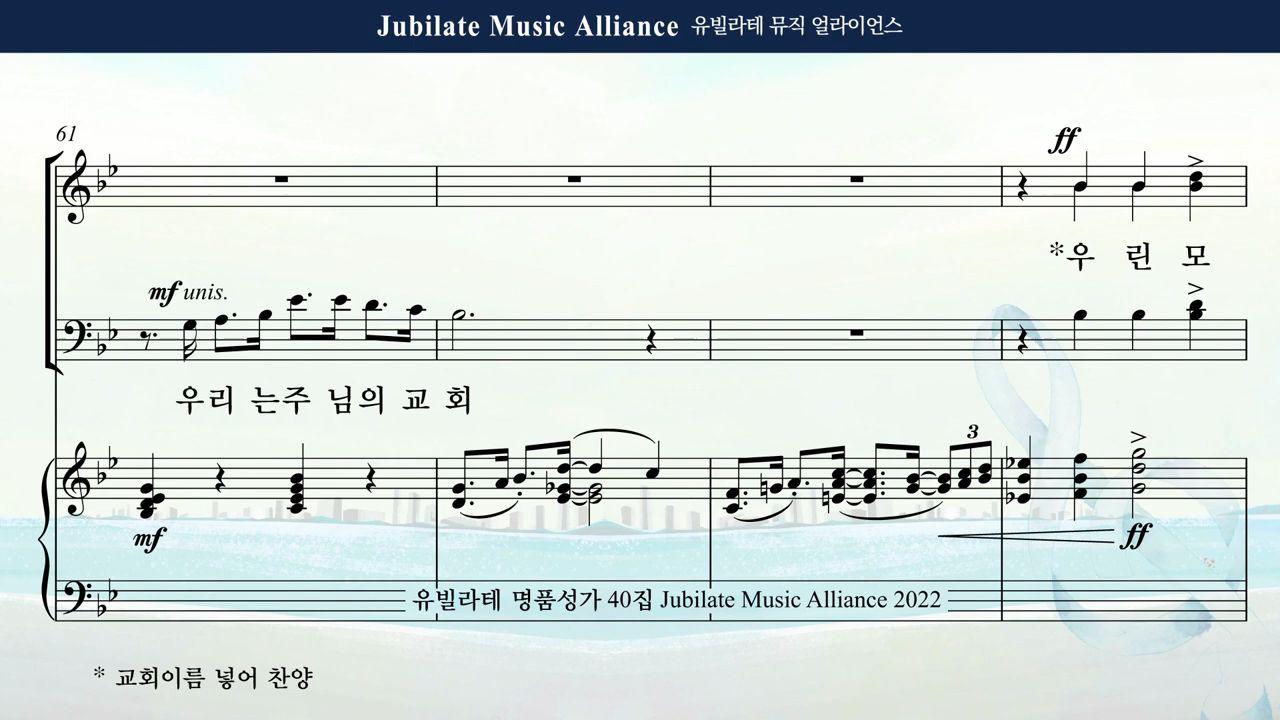 Jubilate Music Alliance 유빌라테 뮤직 얼라이언스
61
ff
*우 린 모
mf unis.
우리 는주 님의 교 회
3
mf
ff
유빌라테 명품성가 40집 Jubilate Music Alliance 2022
* 교회이름 넣어 찬양